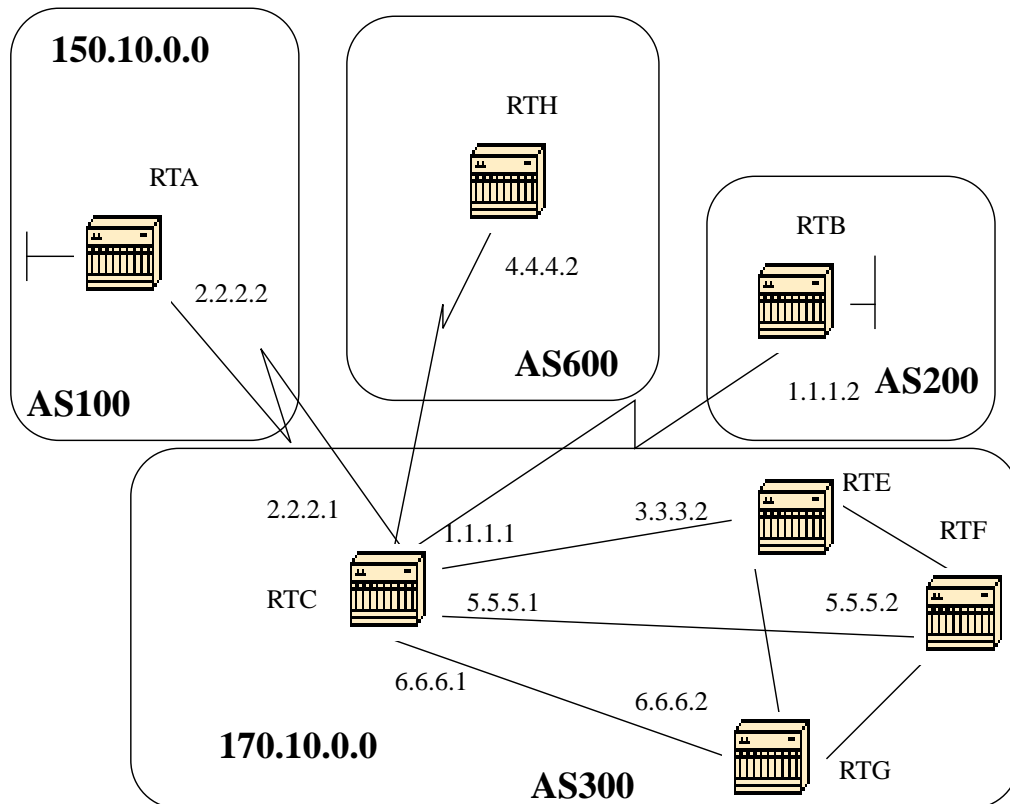 150.10.0.0
RTA
2.2.2.2
AS100
RTH
4.4.4.2
AS600
RTB
1.1.1.2
AS200
2.2.2.1
1.1.1.1
3.3.3.2
RTE
RTF
RTC
5.5.5.1
5.5.5.2
6.6.6.1
6.6.6.2
170.10.0.0
AS300
RTG